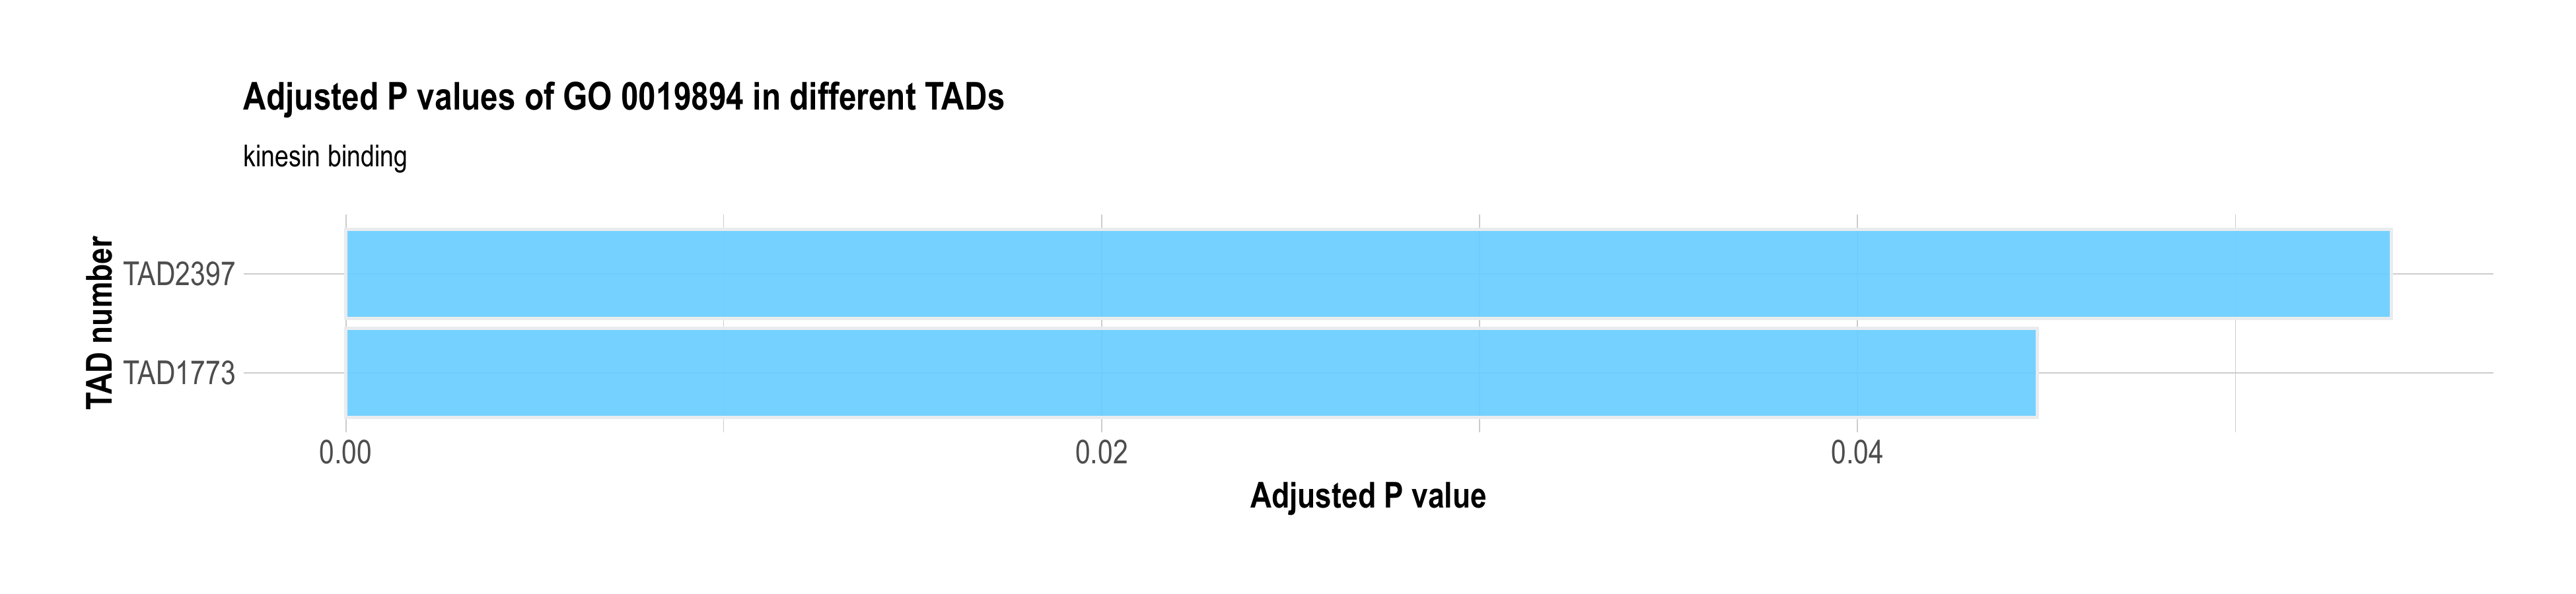 Adjusted P values of GO 0019894 in different TADs
kinesin binding
TAD number
TAD2397
TAD1773
0.00 0.02 0.04
Adjusted P value